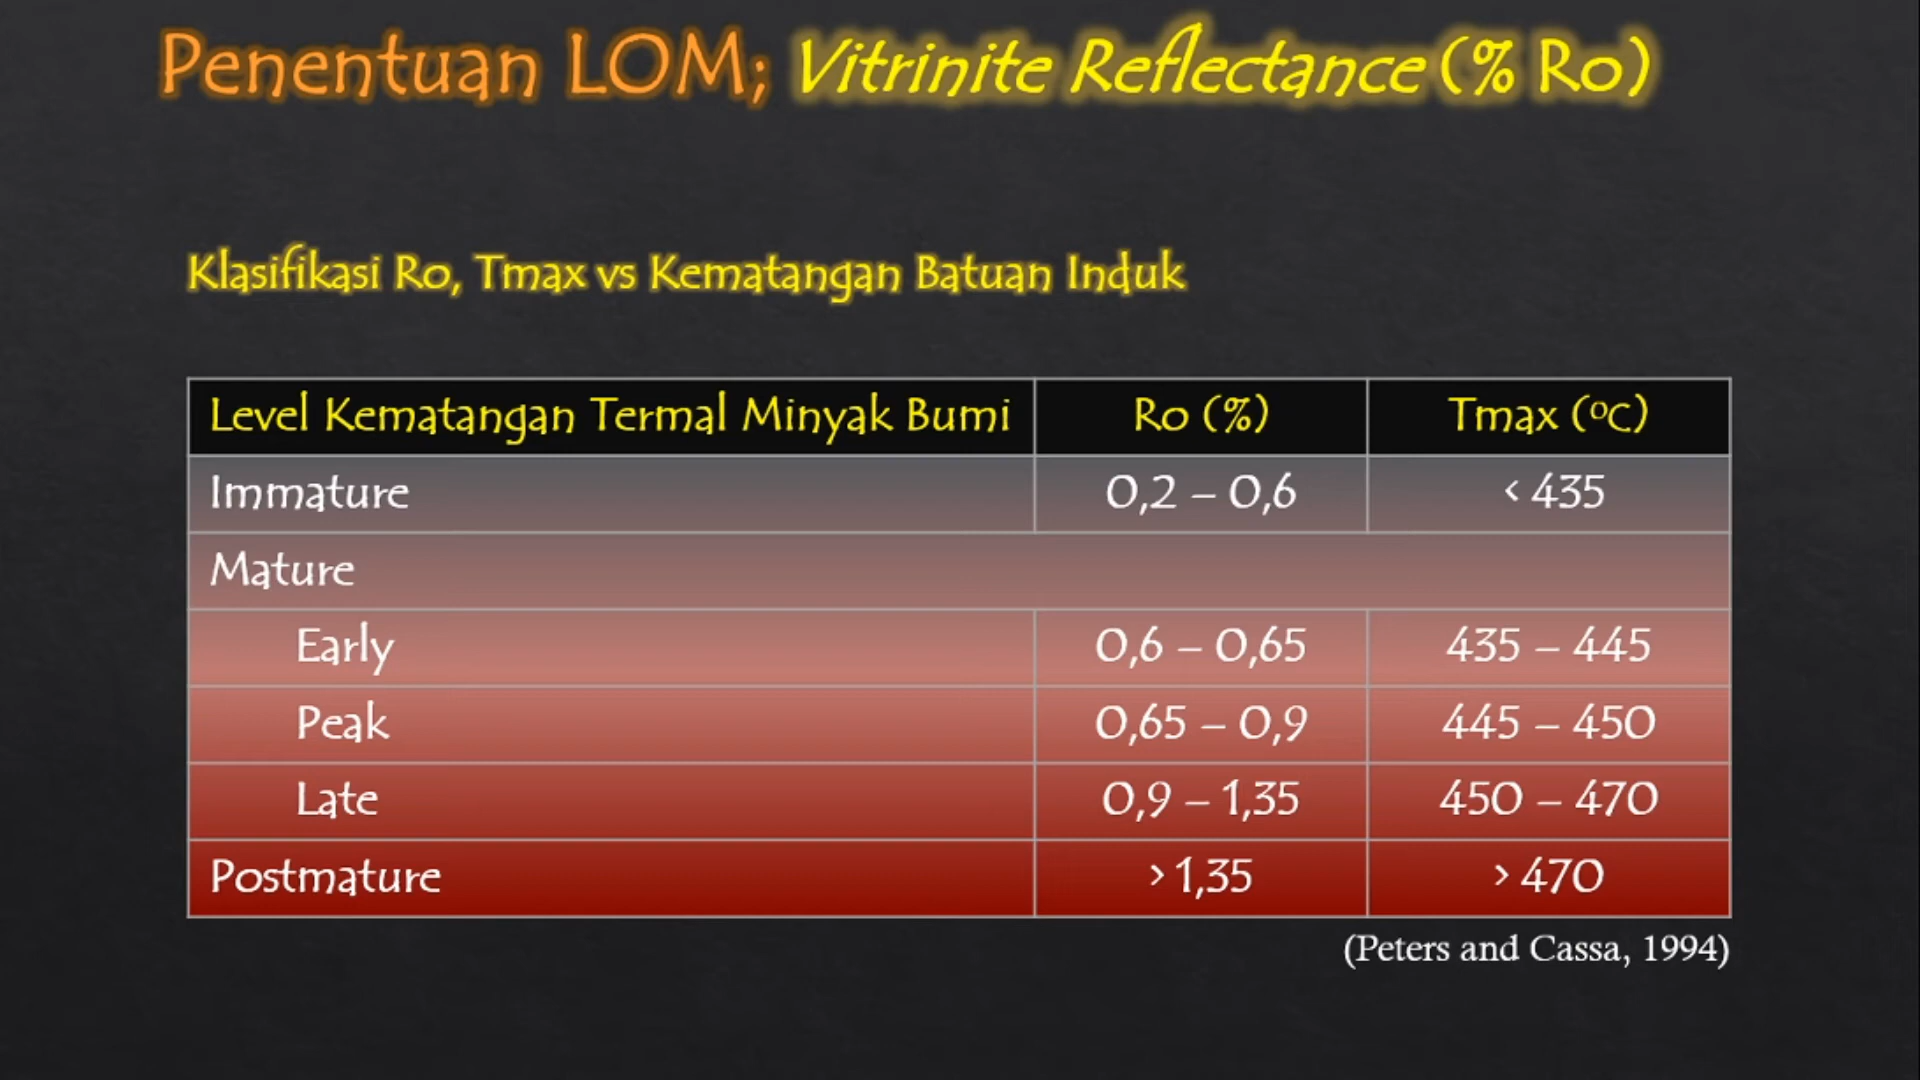 Penentuan LOM; Vitrinite Reflectance (% Ro)
Klasifikasi Ro, Tmax vs Kematangan Batuan Induk
Level Kematangan Termal Minyak Bumi Ro (%) Tmax (ºC)
Immature 0,2 – 0,6 < 435
Mature
Early 0,6 – 0,65 435 – 445
Peak 0,65 – 0,9 445 – 450
Late 0,9 – 1,35 450 – 470
Postmature > 1,35 > 470
(Peters and Cassa, 1994)